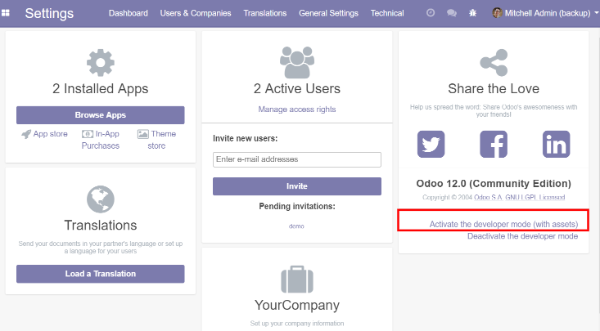 Settings
Dashboard Users & Companies Translations General Settings Technical
Mitchell Admin (backup)
2 Installed Apps
Browse Apps
App store
In-App
Purchases
Theme
store
Translations
Send your documents in your partner's language or set up
a language for your users
Load a Translation
2 Active Users
Manage access rights
Invite new users:
Enter e-mail addresses
Invite
Pending invitations:
demo
YourCompany
Set up your company information
Share the Love
Help us spread the word: Share Odoo's awesomeness with
your friends!
Odoo 12.0 (Community Edition)
Copyright © 2004 Odoo S.A. GNU LGPL Licensed
Activate the developer mode (with assets)
Deactivate the developer mode